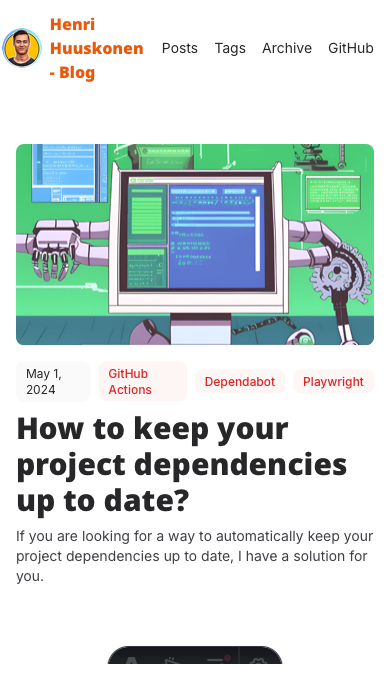 Henri
Huuskonen
- Blog
Posts Tags Archive GitHub
May 1,
2024
GitHub
Actions
Dependabot
Playwright
How to keep your
project dependencies
up to date?
If you are looking for a way to automatically keep your
project dependencies up to date, I have a solution for
you.